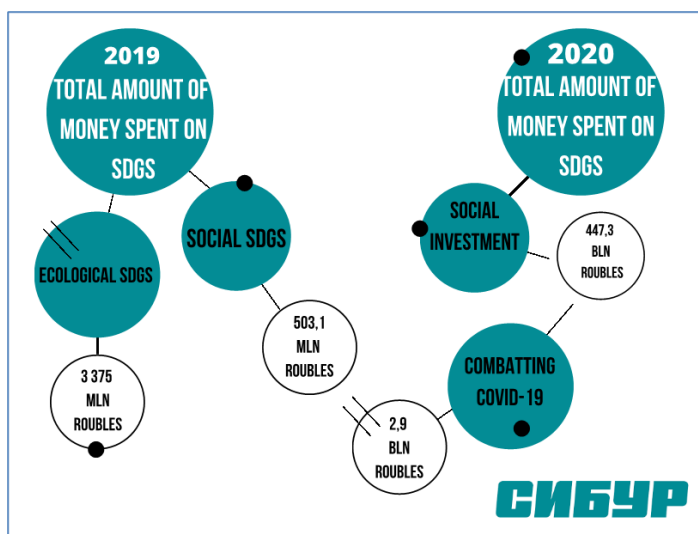 2019
TOTAL AMOUNT OF
MONEY SPENT ON
SDGS
2020
TOTAL AMOUNT OF
MONEY SPENT ON
SDGS
ECOLOGICAL SDGS
SOCIAL SDGS
SOCIAL
INVESTMENT
447,3
BLN
ROUBLES
3 375
MLN
ROUBLES
503,1
MLN
ROUBLES
COMBATTING
COVID-19
2,9
BLN
ROUBLES
СИБУР